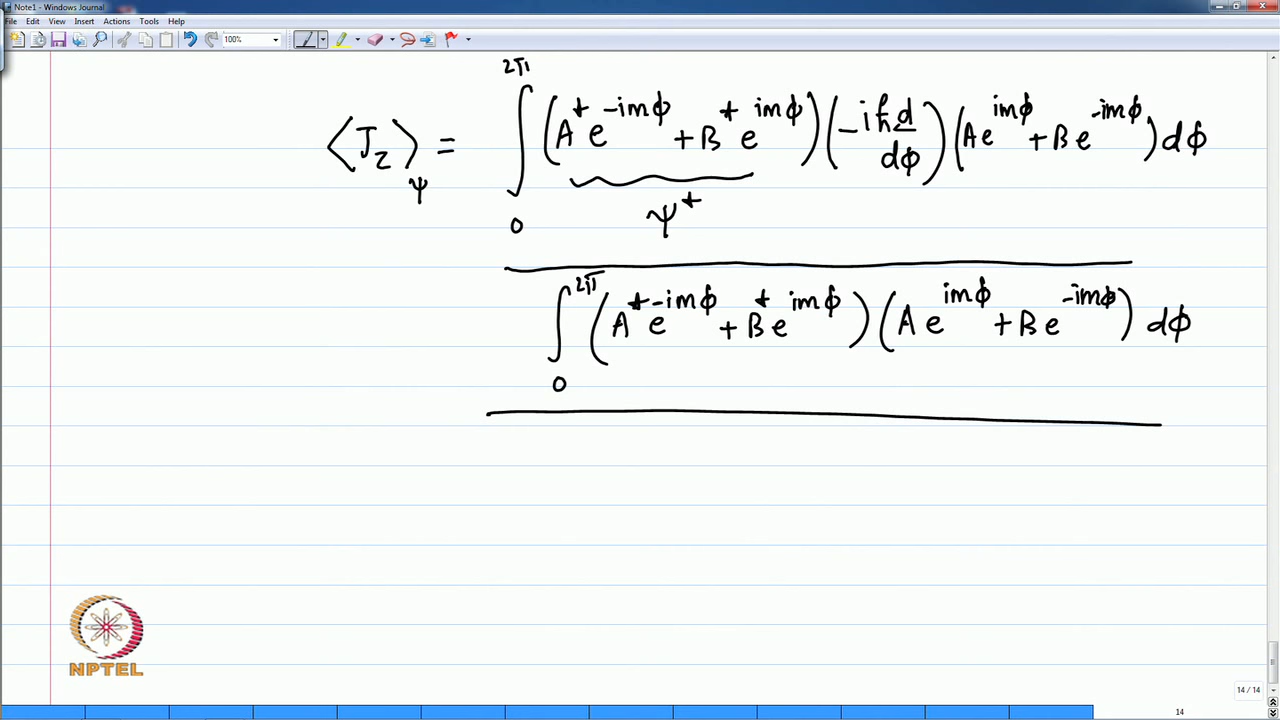 Note1 - Windows Journal
File Edit View Insert Actions Tools Help
100%
⟨J_z⟩_ψ = ∫_0^{2π} (A* e^{-imϕ} + B* e^{imϕ}) (-iℏ d/dϕ) (A e^{imϕ} + B e^{-imϕ}) dϕ
ψ*
∫_0^{2π} (A* e^{-imϕ} + B* e^{imϕ}) (A e^{imϕ} + B e^{-imϕ}) dϕ
NPTEL
14 / 14
14